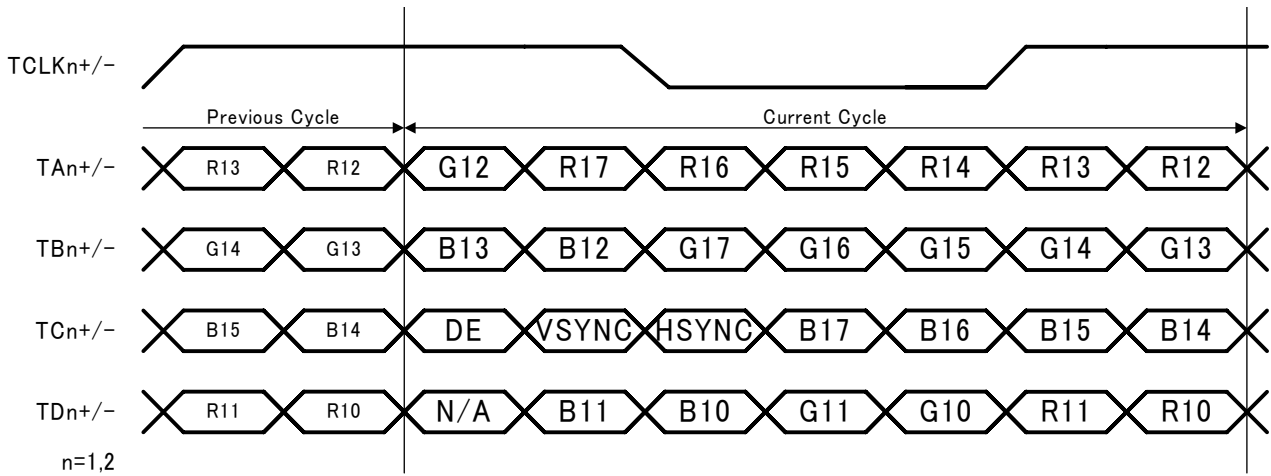 TCLKn+/-
Previous Cycle Current Cycle
TAn+/- R13 R12 G12 R17 R16 R15 R14 R13 R12
TBn+/- G14 G13 B13 B12 G17 G16 G15 G14 G13
TCn+/- B15 B14 DE VSYNC HSYNC B17 B16 B15 B14
TDn+/- R11 R10 N/A B11 B10 G11 G10 R11 R10
n=1,2